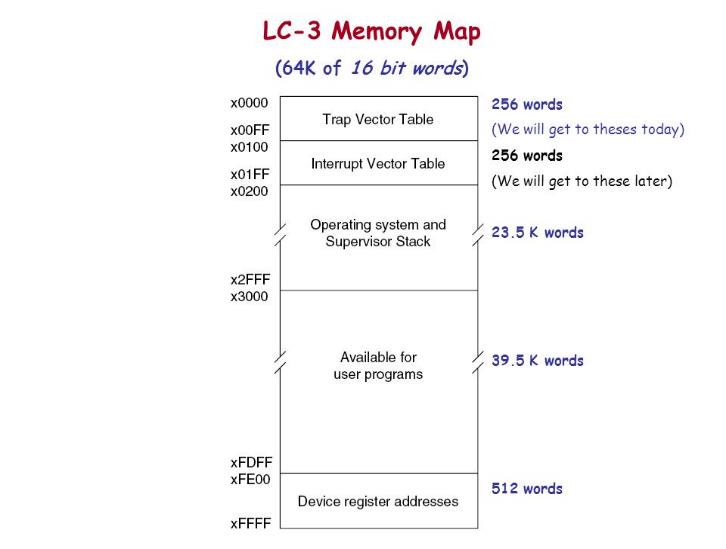 LC-3 Memory Map
(64K of 16 bit words)
x0000
Trap Vector Table
256 words
x00FF
(We will get to theses today)
x0100
Interrupt Vector Table
256 words
x01FF
(We will get to these later)
x0200
Operating system and
Supervisor Stack
23.5 K words
x2FFF
x3000
Available for
user programs
39.5 K words
xFDFF
xFE00
Device register addresses
512 words
xFFFF